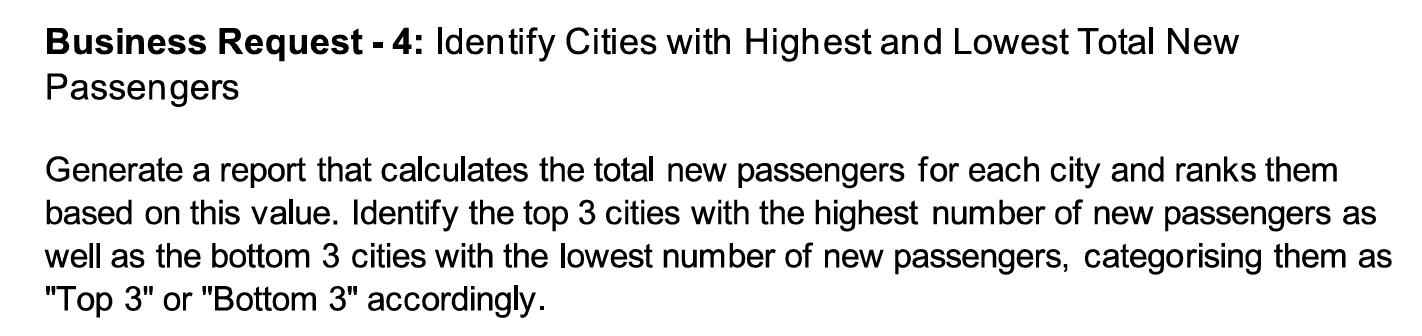 Business Request - 4: Identify Cities with Highest and Lowest Total New
Passengers
Generate a report that calculates the total new passengers for each city and ranks them
based on this value. Identify the top 3 cities with the highest number of new passengers as
well as the bottom 3 cities with the lowest number of new passengers, categorising them as
"Top 3" or "Bottom 3" accordingly.